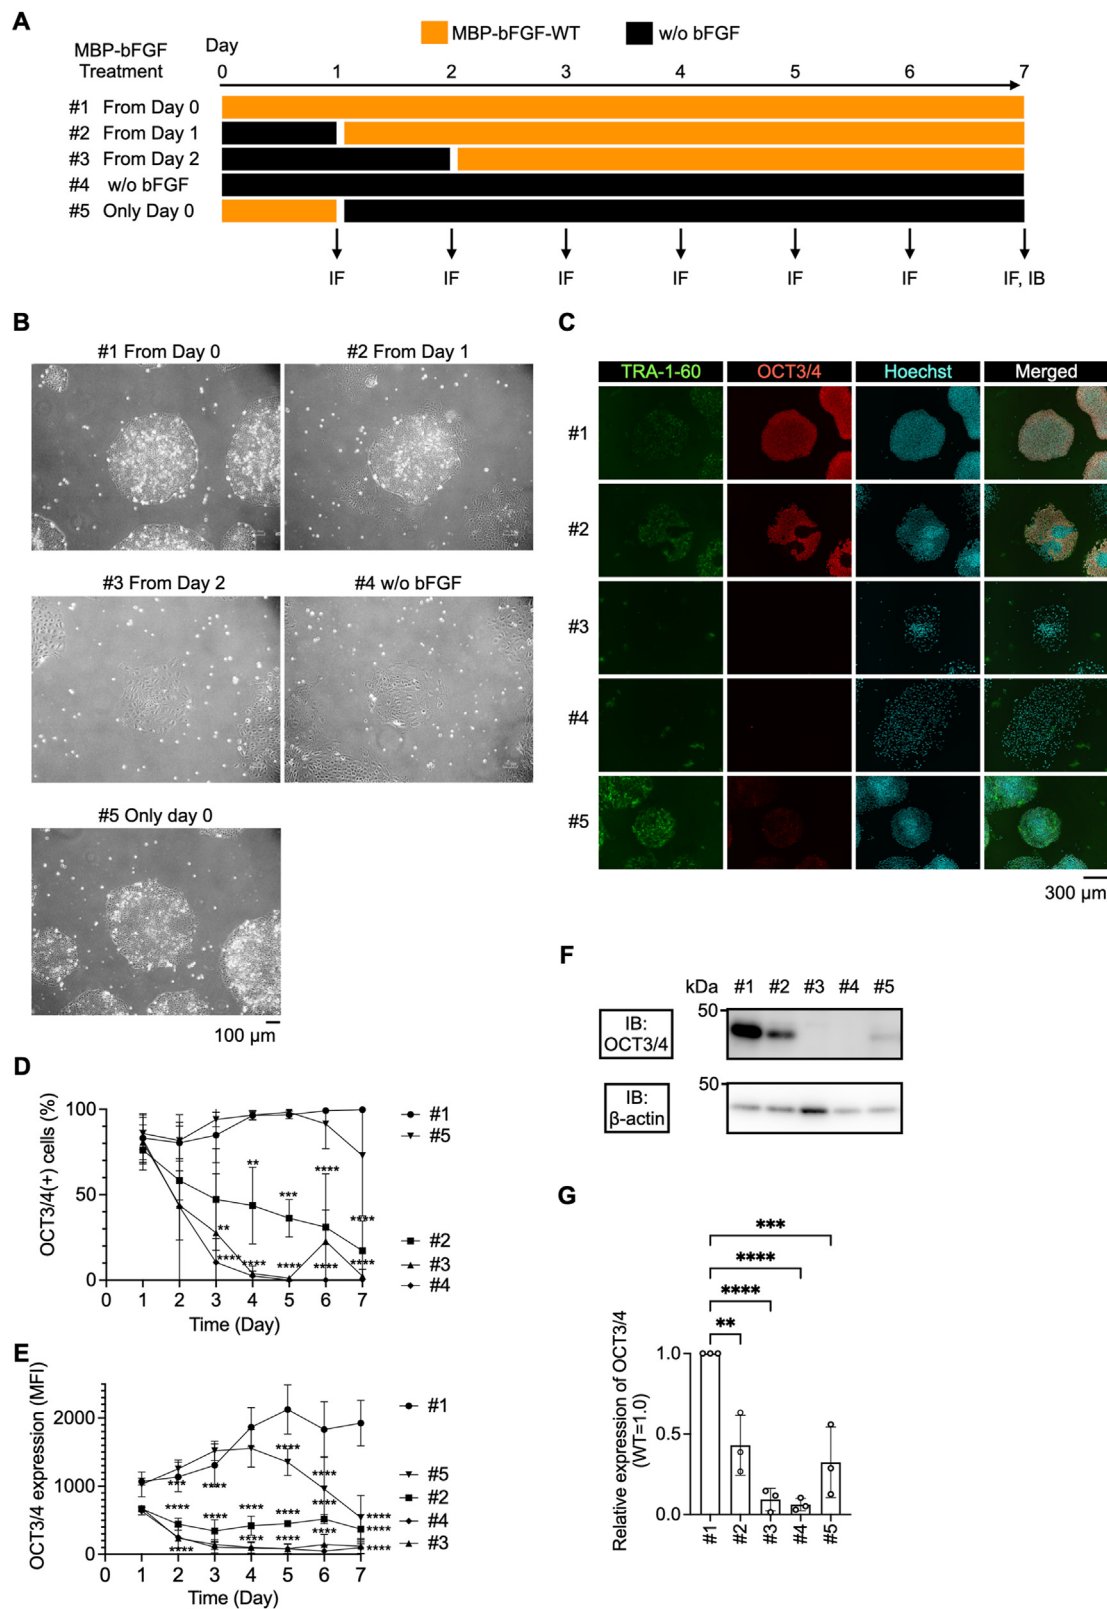 A
MBP-bFGF-WT
w/o bFGF
MBP-bFGF
Treatment
Day
0 1 2 3 4 5 6 7
#1 From Day 0
#2 From Day 1
#3 From Day 2
#4 w/o bFGF
#5 Only Day 0
IF IF IF IF IF IF IF, IB
B
#1 From Day 0
#2 From Day 1
#3 From Day 2
#4 w/o bFGF
#5 Only day 0
100 µm
C
TRA-1-60 OCT3/4 Hoechst Merged
#1
#2
#3
#4
#5
300 µm
D
OCT3/4(+) cells (%)
100
50
0
0 1 2 3 4 5 6 7
Time (Day)
** **** ** *** **** ****
**** **** **** **** ****
#1
#5
#2
#3
#4
E
OCT3/4 expression (MFI)
2000
1000
0
0 1 2 3 4 5 6 7
Time (Day)
**** ****
*** **** ****
**** **** **** **** ****
**** **** **** **** ****
****
#1
#5
#2
#4
#3
F
kDa #1 #2 #3 #4 #5
50
IB:
OCT3/4
50
IB:
β-actin
G
***
****
****
**
Relative expression of OCT3/4
(WT=1.0)
1.0
0.5
0.0
#1 #2 #3 #4 #5